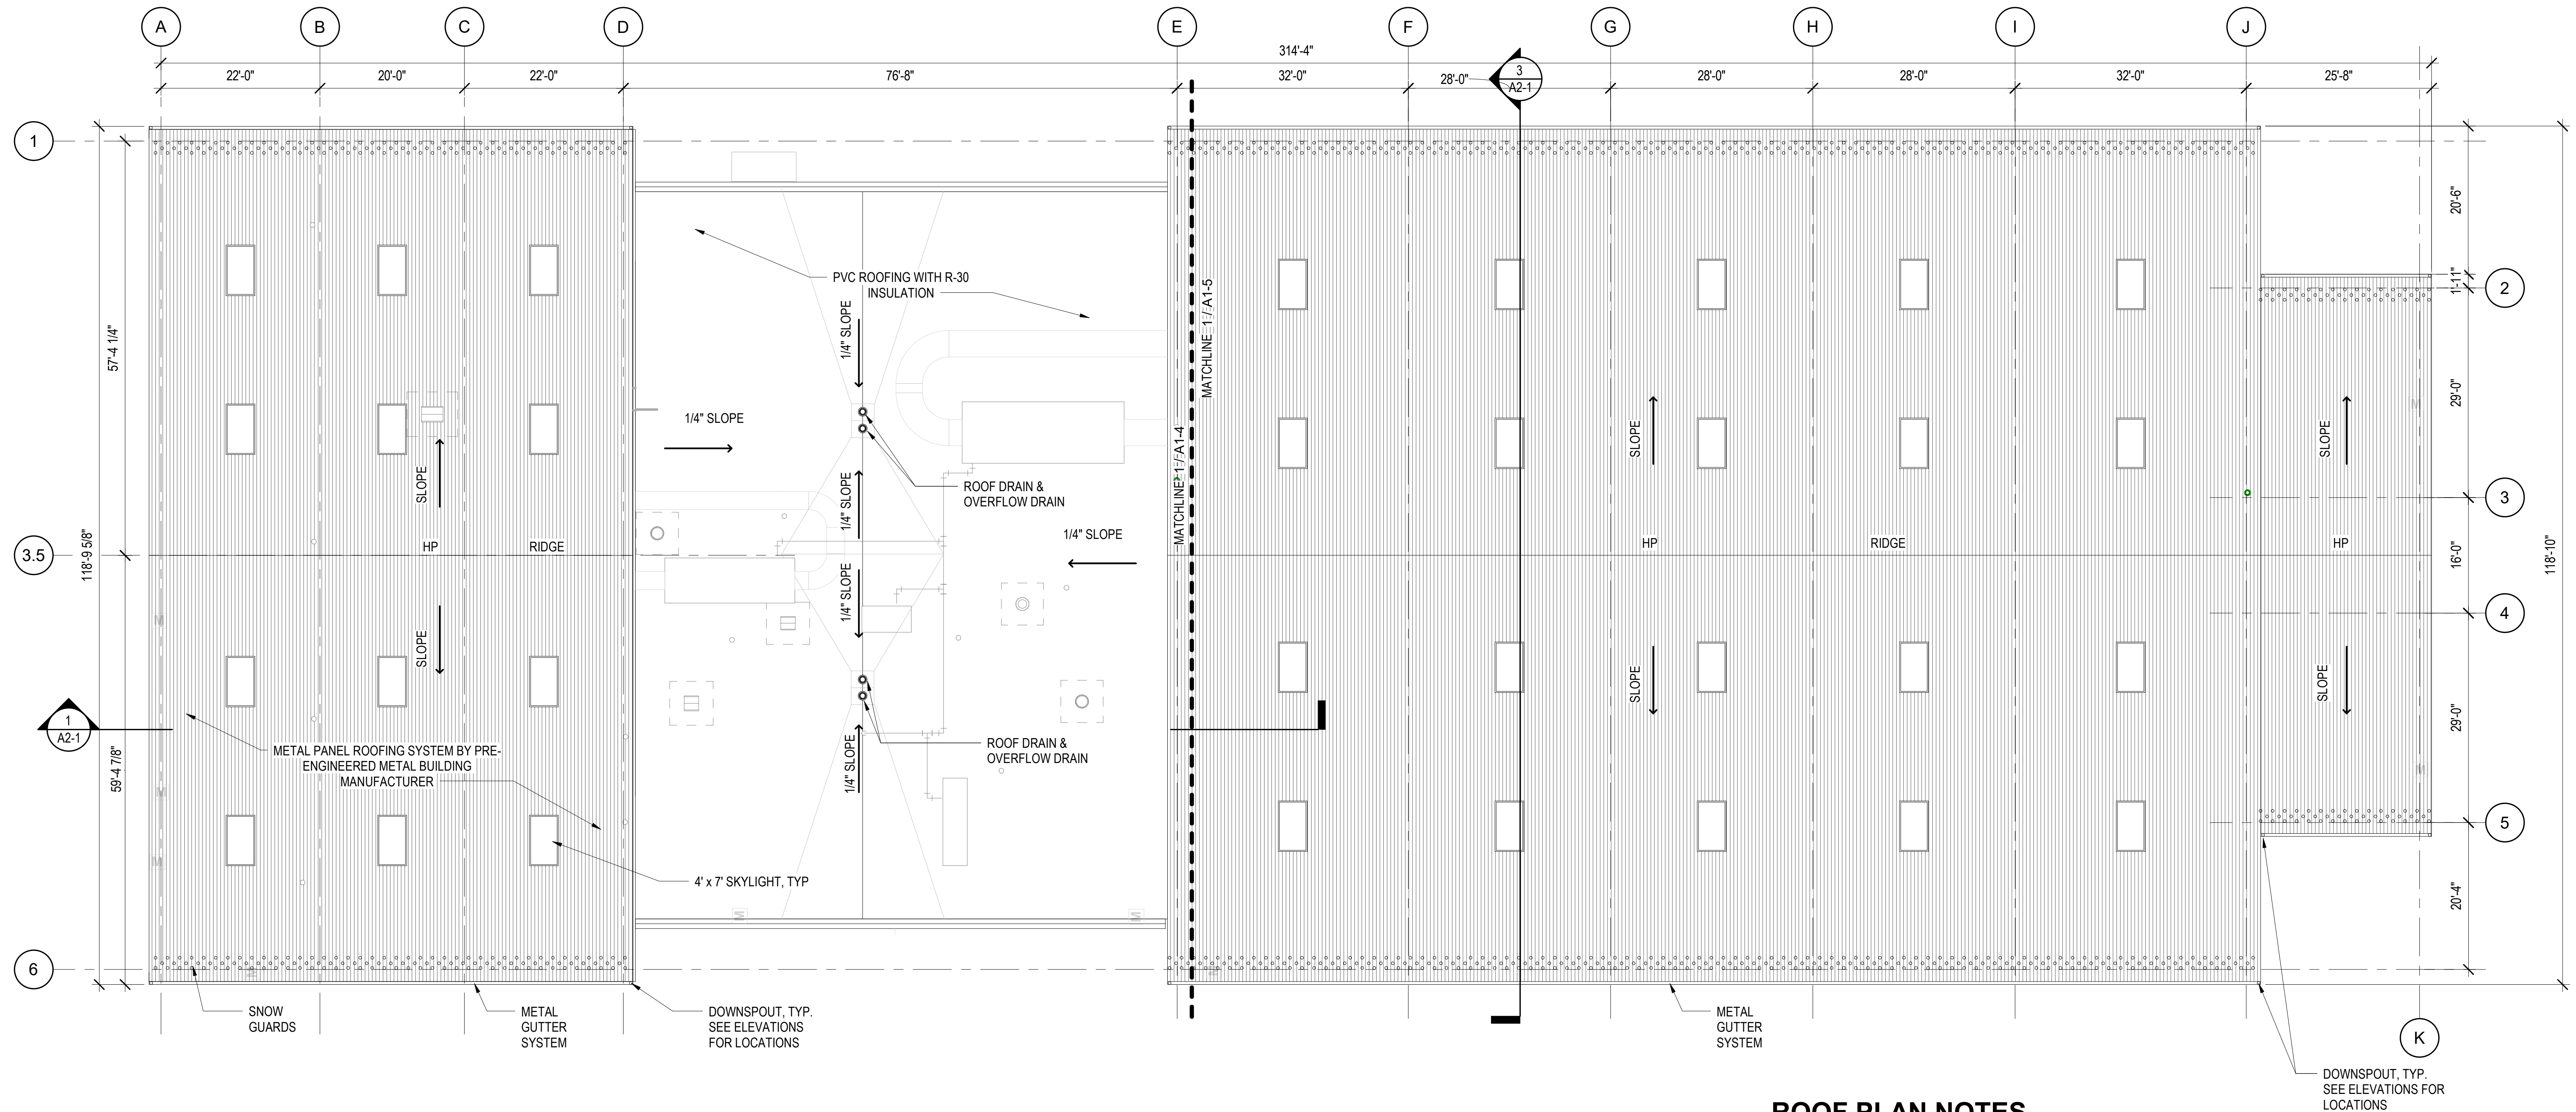 A
B
C
D
E
F
G
H
I
J
314'-4"
22'-0"
20'-0"
22'-0"
76'-8"
32'-0"
28'-0"
3
A2-1
28'-0"
28'-0"
32'-0"
25'-8"
1
20'-6"
1'-11"
2
PVC ROOFING WITH R-30
INSULATION
MATCHLINE 1 / A1-5
1/4" SLOPE
57'-4 1/4"
29'-0"
1/4" SLOPE
SLOPE
SLOPE
M
MATCHLINE 1 / A1-4
SLOPE
1/4" SLOPE
ROOF DRAIN &
OVERFLOW DRAIN
3
3.5
118'-9 5/8"
HP
RIDGE
1/4" SLOPE
HP
RIDGE
HP
16'-0"
118'-10"
1/4" SLOPE
4
M
SLOPE
SLOPE
SLOPE
1
A2-1
59'-4 7/8"
METAL PANEL ROOFING SYSTEM BY PRE-
ENGINEERED METAL BUILDING
MANUFACTURER
1/4" SLOPE
ROOF DRAIN &
OVERFLOW DRAIN
29'-0"
M
M
5
M
4' x 7' SKYLIGHT, TYP
20'-4"
M
M
6
M
SNOW
GUARDS
METAL
GUTTER
SYSTEM
DOWNSPOUT, TYP.
SEE ELEVATIONS
FOR LOCATIONS
METAL
GUTTER
SYSTEM
K
DOWNSPOUT, TYP.
SEE ELEVATIONS FOR
LOCATIONS
ROOF PLAN NOTES